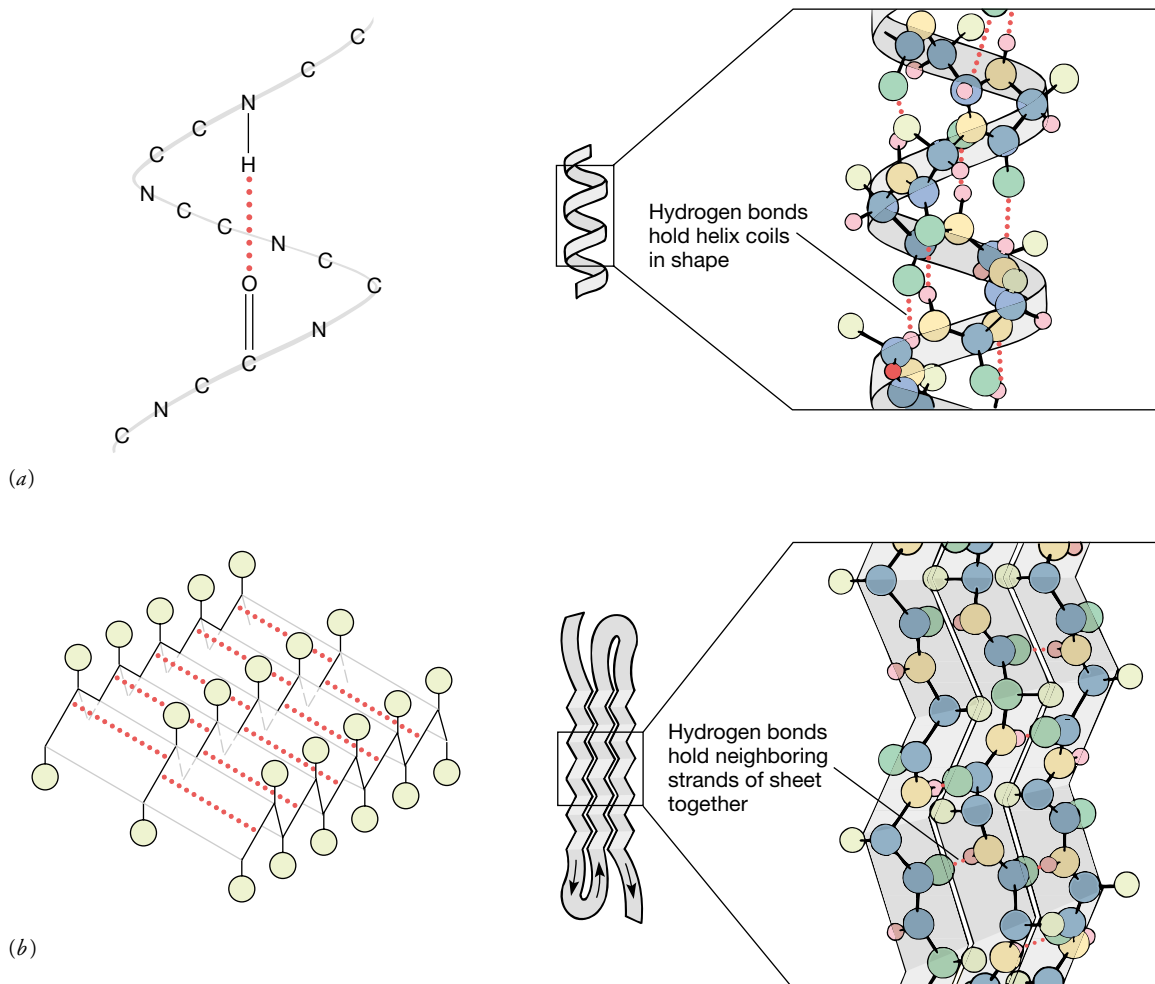 C
C
N
C
H
C
N
C
C
N
C
O
C
N
C
C
N
C
Hydrogen bonds
hold helix coils
in shape
(a)
Hydrogen bonds
hold neighboring
strands of sheet
together
(b)